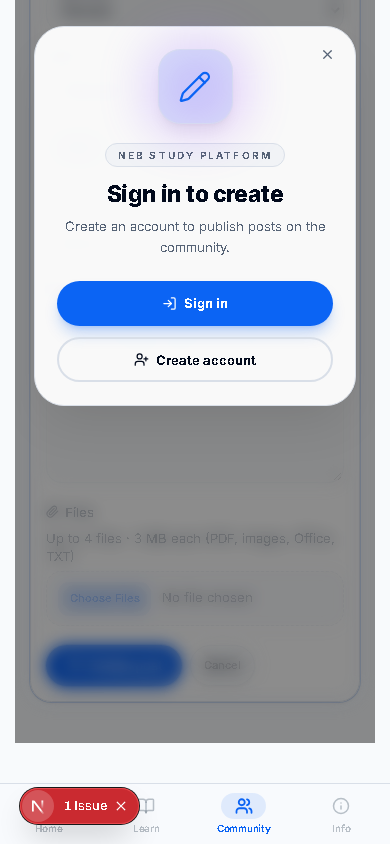 NEB STUDY PLATFORM
Sign in to create
Create an account to publish posts on the
community.
Sign in
Create account
Files
Up to 4 files · 3 MB each (PDF, images, Office,
TXT)
Choose Files No file chosen
Cancel
N 1 Issue
Home Learn Community Info